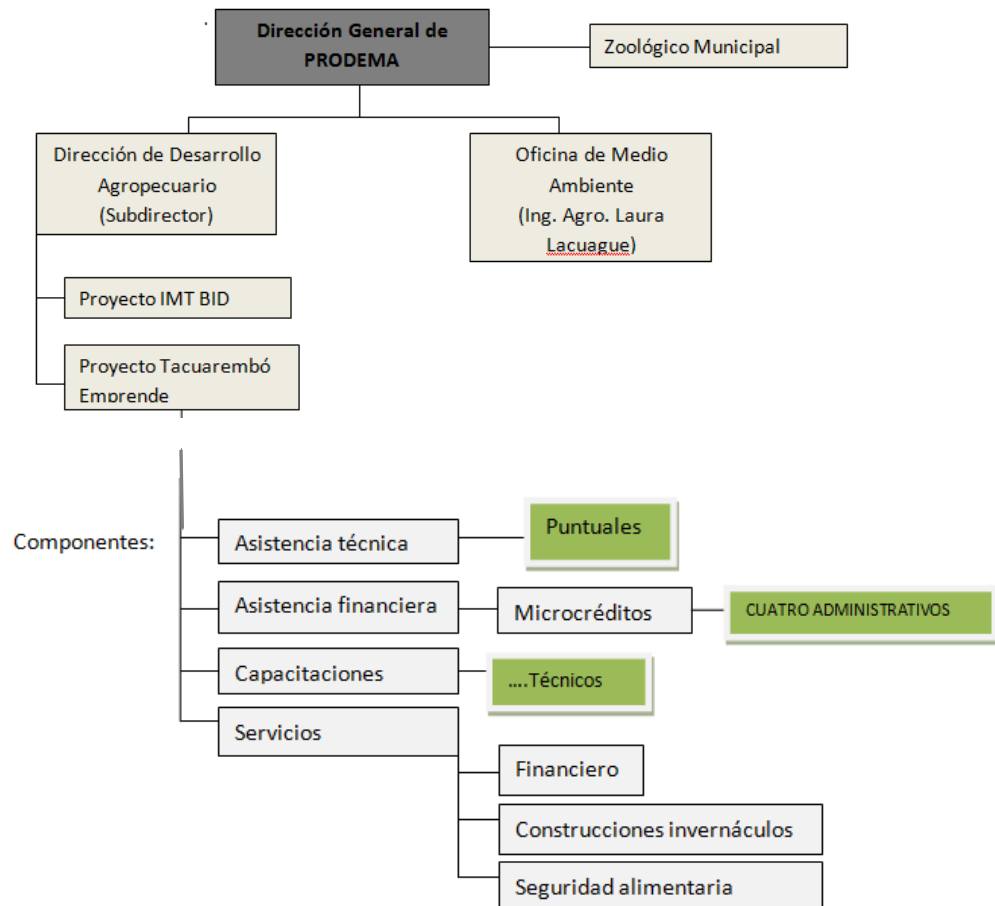 Dirección General de
PRODEMA
Zoológico Municipal
Dirección de Desarrollo
Agropecuario
(Subdirector)
Oficina de Medio
Ambiente
(Ing. Agro. Laura
Lacuague)
Proyecto IMT BID
Proyecto Tacuarembó
Emprende
Componentes:
Asistencia técnica
Puntuales
Asistencia financiera
Microcréditos
CUATRO ADMINISTRATIVOS
Capacitaciones
....Técnicos
Servicios
Financiero
Construcciones invernáculos
Seguridad alimentaria